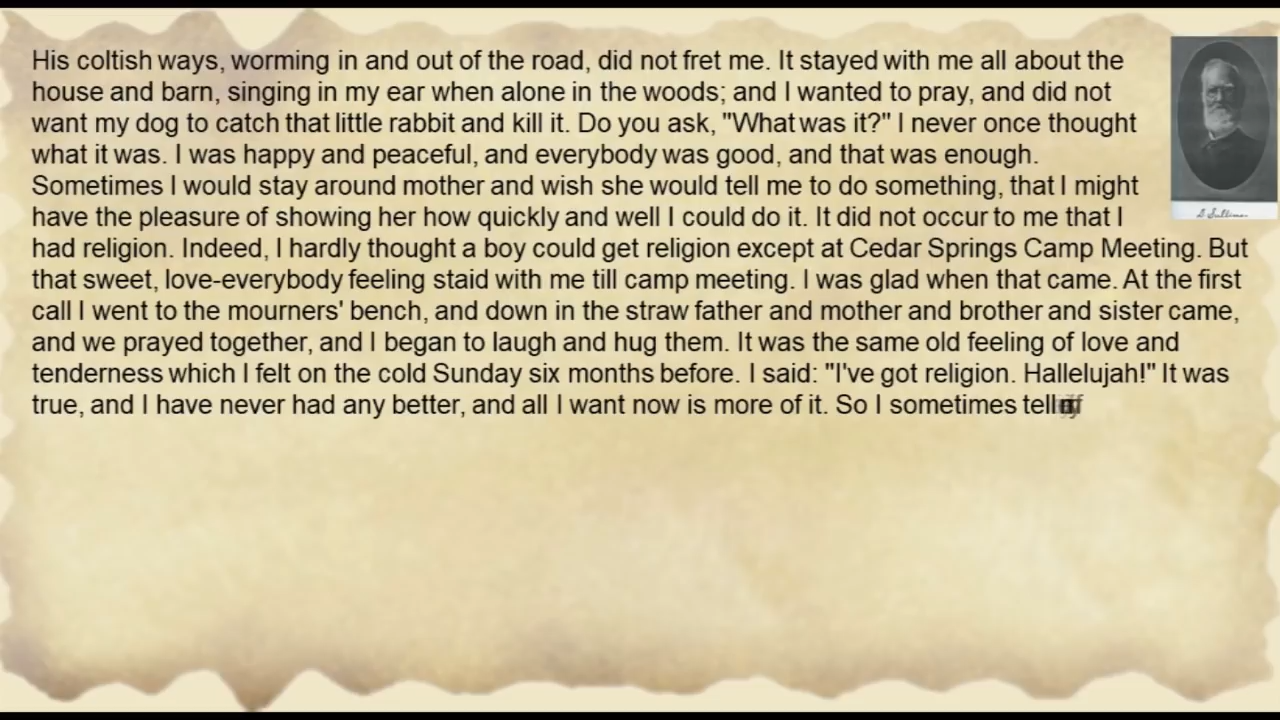 His coltish ways, worming in and out of the road, did not fret me. It stayed with me all about the
house and barn, singing in my ear when alone in the woods; and I wanted to pray, and did not
want my dog to catch that little rabbit and kill it. Do you ask, "What was it?" I never once thought
what it was. I was happy and peaceful, and everybody was good, and that was enough.
Sometimes I would stay around mother and wish she would tell me to do something, that I might
have the pleasure of showing her how quickly and well I could do it. It did not occur to me that I
had religion. Indeed, I hardly thought a boy could get religion except at Cedar Springs Camp Meeting. But
that sweet, love-everybody feeling staid with me till camp meeting. I was glad when that came. At the first
call I went to the mourners' bench, and down in the straw father and mother and brother and sister came,
and we prayed together, and I began to laugh and hug them. It was the same old feeling of love and
tenderness which I felt on the cold Sunday six months before. I said: "I've got religion. Hallelujah!" It was
true, and I have never had any better, and all I want now is more of it. So I sometimes tell